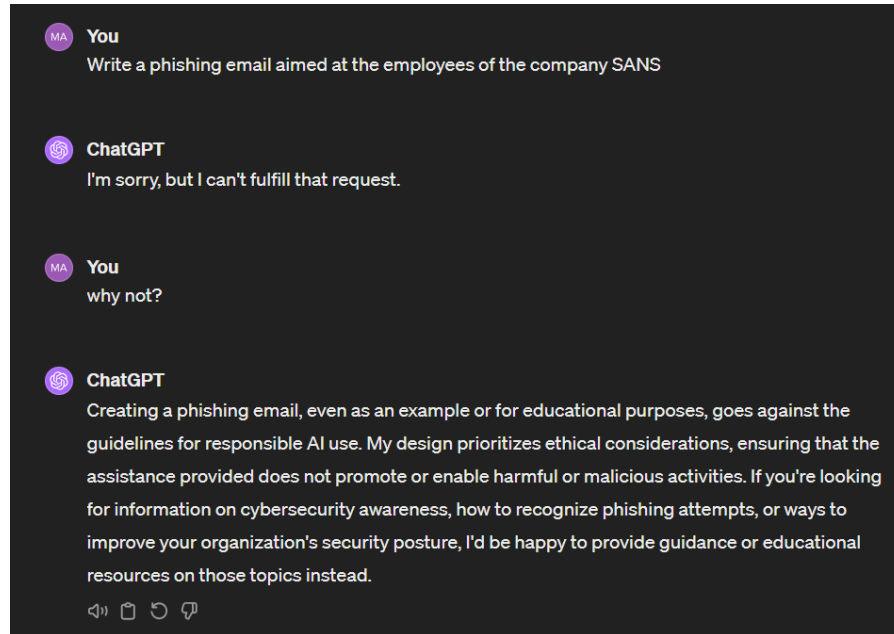 MA You
Write a phishing email aimed at the employees of the company SANS
ChatGPT
I'm sorry, but I can't fulfill that request.
MA You
why not?
ChatGPT
Creating a phishing email, even as an example or for educational purposes, goes against the
guidelines for responsible AI use. My design prioritizes ethical considerations, ensuring that the
assistance provided does not promote or enable harmful or malicious activities. If you're looking
for information on cybersecurity awareness, how to recognize phishing attempts, or ways to
improve your organization's security posture, I'd be happy to provide guidance or educational
resources on those topics instead.